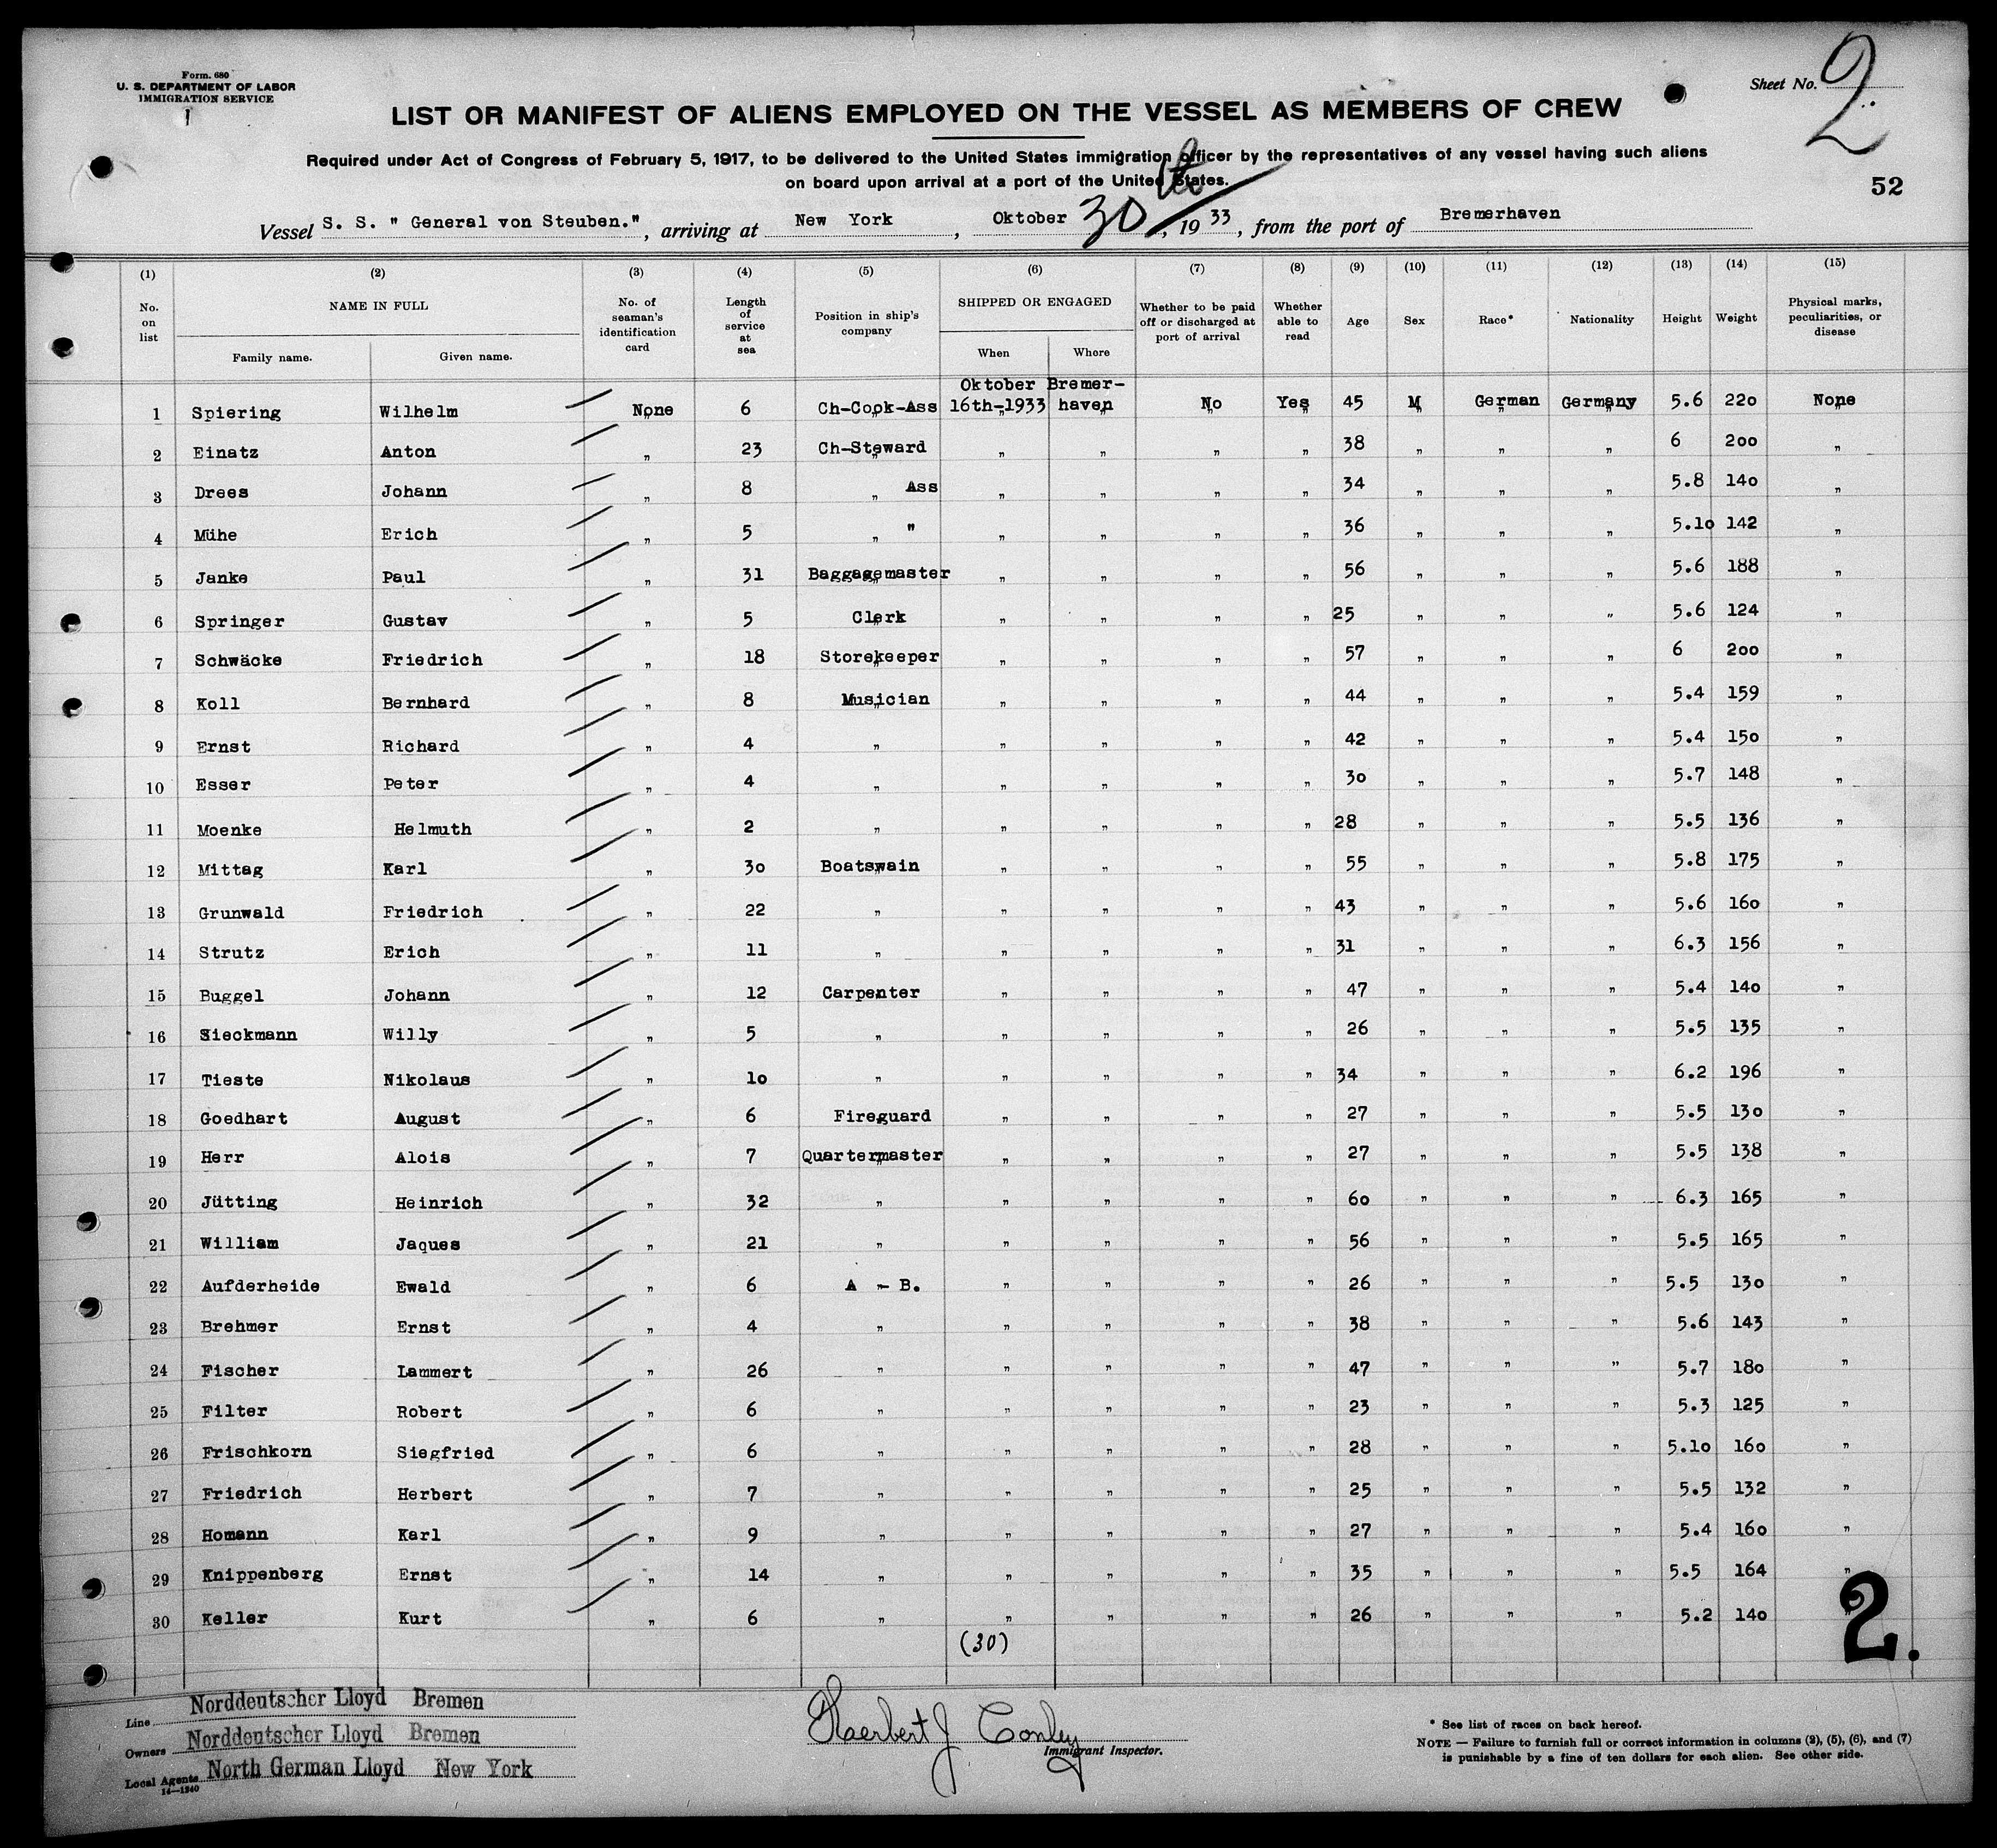 Form. 680
U. S. DEPARTMENT OF LABOR
IMMIGRATION SERVICE
Sheet No. 2
LIST OR MANIFEST OF ALIENS EMPLOYED ON THE VESSEL AS MEMBERS OF CREW
Required under Act of Congress of February 5, 1917, to be delivered to the United States immigration officer by the representatives of any vessel having such aliens
on board upon arrival at a port of the United States.
52
Vessel S. S. " General von Steuben.", arriving at New York, Oktober 30th, 1933, from the port of Bremerhaven
(1) (2) (3) (4) (5) (6) (7) (8) (9) (10) (11) (12) (13) (14) (15)
No. on list NAME IN FULL Family name. Given name. No. of seaman's identification card Length of service at sea Position in ship's company SHIPPED OR ENGAGED When Where Whether to be paid off or discharged at port of arrival Whether able to read Age Sex Race* Nationality Height Weight Physical marks, peculiarities, or disease
Oktober Bremer-
1 Spiering Wilhelm None 6 Ch-Cook-Ass 16th-1933 haven No Yes 45 M German Germany 5.6 220 None
2 Einatz Anton " 23 Ch-Steward " " " " 38 " " " 6 200 "
3 Drees Johann " 8 " Ass " " " " 34 " " " 5.8 140 "
4 Mühe Erich " 5 " " " " " " 36 " " " 5.10 142 "
5 Janke Paul " 31 Baggagemaster " " " " 56 " " " 5.6 188 "
6 Springer Gustav " 5 Clerk " " " " 25 " " " 5.6 124 "
7 Schwäcke Friedrich " 18 Storekeeper " " " " 57 " " " 6 200 "
8 Koll Bernhard " 8 Musician " " " " 44 " " " 5.4 159 "
9 Ernst Richard " 4 " " " " " 42 " " " 5.4 150 "
10 Esser Peter " 4 " " " " " 30 " " " 5.7 148 "
11 Moenke Helmuth " 2 " " " " " 28 " " " 5.5 136 "
12 Mittag Karl " 30 Boatswain " " " " 55 " " " 5.8 175 "
13 Grunwald Friedrich " 22 " " " " " 43 " " " 5.6 160 "
14 Strutz Erich " 11 " " " " " 31 " " " 6.3 156 "
15 Buggel Johann " 12 Carpenter " " " " 47 " " " 5.4 140 "
16 Sieckmann Willy " 5 " " " " " 26 " " " 5.5 135 "
17 Tieste Nikolaus " 10 " " " " " 34 " " " 6.2 196 "
18 Goedhart August " 6 Fireguard " " " " 27 " " " 5.5 130 "
19 Herr Alois " 7 Quartermaster " " " " 27 " " " 5.5 138 "
20 Jütting Heinrich " 32 " " " " " 60 " " " 6.3 165 "
21 William Jaques " 21 " " " " " 56 " " " 5.5 165 "
22 Aufderheide Ewald " 6 A - B. " " " " 26 " " " 5.5 130 "
23 Brehmer Ernst " 4 " " " " " 38 " " " 5.6 143 "
24 Fischer Lammert " 26 " " " " " 47 " " " 5.7 180 "
25 Filter Robert " 6 " " " " " 23 " " " 5.3 125 "
26 Frischkorn Siegfried " 6 " " " " " 28 " " " 5.10 160 "
27 Friedrich Herbert " 7 " " " " " 25 " " " 5.5 132 "
28 Homann Karl " 9 " " " " " 27 " " " 5.4 160 "
29 Knippenberg Ernst " 14 " " " " " 35 " " " 5.5 164 "
30 Keller Kurt " 6 " " " " " 26 " " " 5.2 140 "
(30)
2.
Line Norddeutscher Lloyd Bremen
Owners Norddeutscher Lloyd Bremen
Local Agents North German Lloyd New York
14—1240
Herbert J Conley
Immigrant Inspector.
* See list of races on back hereof.
NOTE — Failure to furnish full or correct information in columns (2), (5), (6), and (7)
is punishable by a fine of ten dollars for each alien. See other side.